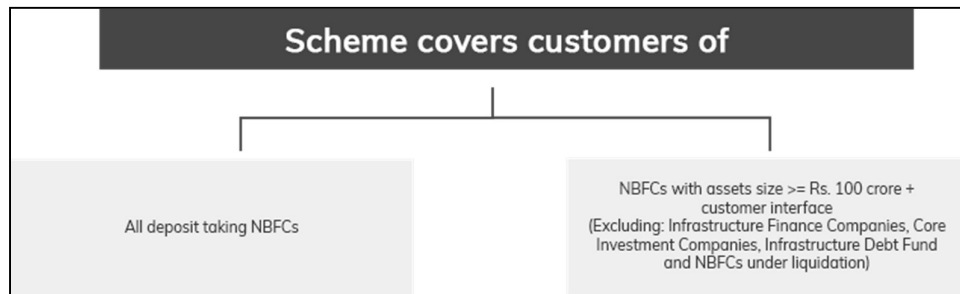 Scheme covers customers of
All deposit taking NBFCs
NBFCs with assets size >= Rs. 100 crore +
customer interface
(Excluding: Infrastructure Finance Companies, Core
Investment Companies, Infrastructure Debt Fund
and NBFCs under liquidation)